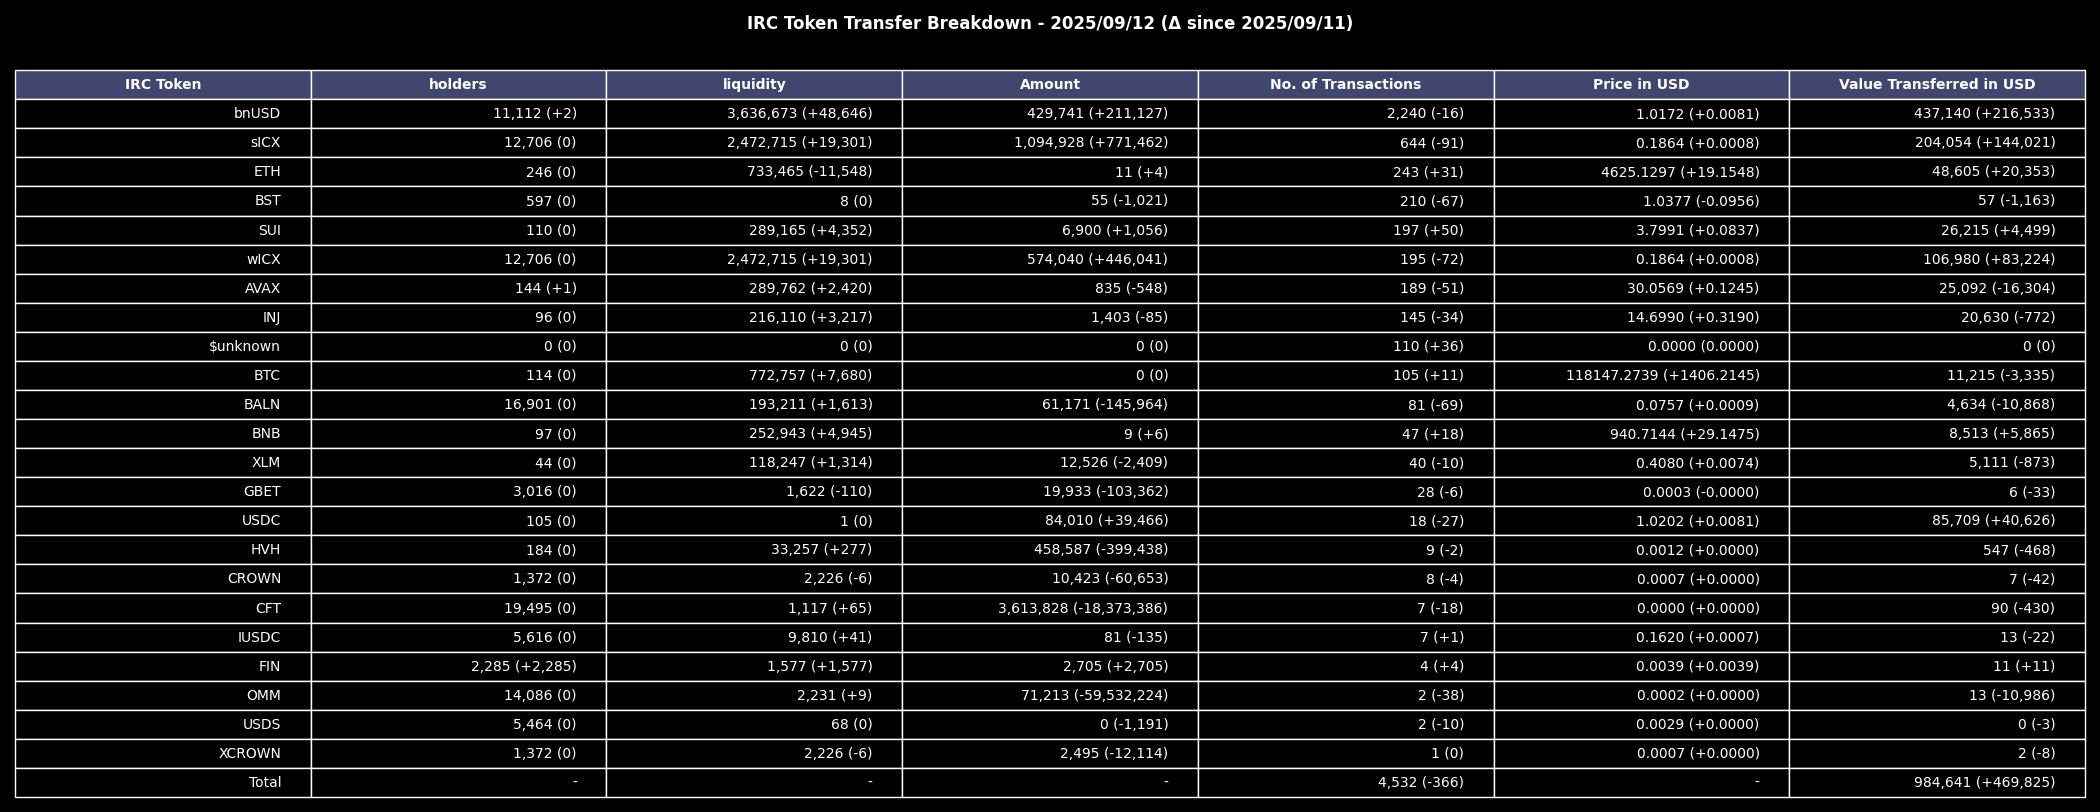 IRC Token Transfer Breakdown - 2025/09/12 (Δ since 2025/09/11)
IRC Token holders liquidity Amount No. of Transactions Price in USD Value Transferred in USD
bnUSD 11,112 (+2) 3,636,673 (+48,646) 429,741 (+211,127) 2,240 (-16) 1.0172 (+0.0081) 437,140 (+216,533)
sICX 12,706 (0) 2,472,715 (+19,301) 1,094,928 (+771,462) 644 (-91) 0.1864 (+0.0008) 204,054 (+144,021)
ETH 246 (0) 733,465 (-11,548) 11 (+4) 243 (+31) 4625.1297 (+19.1548) 48,605 (+20,353)
BST 597 (0) 8 (0) 55 (-1,021) 210 (-67) 1.0377 (-0.0956) 57 (-1,163)
SUI 110 (0) 289,165 (+4,352) 6,900 (+1,056) 197 (+50) 3.7991 (+0.0837) 26,215 (+4,499)
wICX 12,706 (0) 2,472,715 (+19,301) 574,040 (+446,041) 195 (-72) 0.1864 (+0.0008) 106,980 (+83,224)
AVAX 144 (+1) 289,762 (+2,420) 835 (-548) 189 (-51) 30.0569 (+0.1245) 25,092 (-16,304)
INJ 96 (0) 216,110 (+3,217) 1,403 (-85) 145 (-34) 14.6990 (+0.3190) 20,630 (-772)
$unknown 0 (0) 0 (0) 0 (0) 110 (+36) 0.0000 (0.0000) 0 (0)
BTC 114 (0) 772,757 (+7,680) 0 (0) 105 (+11) 118147.2739 (+1406.2145) 11,215 (-3,335)
BALN 16,901 (0) 193,211 (+1,613) 61,171 (-145,964) 81 (-69) 0.0757 (+0.0009) 4,634 (-10,868)
BNB 97 (0) 252,943 (+4,945) 9 (+6) 47 (+18) 940.7144 (+29.1475) 8,513 (+5,865)
XLM 44 (0) 118,247 (+1,314) 12,526 (-2,409) 40 (-10) 0.4080 (+0.0074) 5,111 (-873)
GBET 3,016 (0) 1,622 (-110) 19,933 (-103,362) 28 (-6) 0.0003 (-0.0000) 6 (-33)
USDC 105 (0) 1 (0) 84,010 (+39,466) 18 (-27) 1.0202 (+0.0081) 85,709 (+40,626)
HVH 184 (0) 33,257 (+277) 458,587 (-399,438) 9 (-2) 0.0012 (+0.0000) 547 (-468)
CROWN 1,372 (0) 2,226 (-6) 10,423 (-60,653) 8 (-4) 0.0007 (+0.0000) 7 (-42)
CFT 19,495 (0) 1,117 (+65) 3,613,828 (-18,373,386) 7 (-18) 0.0000 (+0.0000) 90 (-430)
IUSDC 5,616 (0) 9,810 (+41) 81 (-135) 7 (+1) 0.1620 (+0.0007) 13 (-22)
FIN 2,285 (+2,285) 1,577 (+1,577) 2,705 (+2,705) 4 (+4) 0.0039 (+0.0039) 11 (+11)
OMM 14,086 (0) 2,231 (+9) 71,213 (-59,532,224) 2 (-38) 0.0002 (+0.0000) 13 (-10,986)
USDS 5,464 (0) 68 (0) 0 (-1,191) 2 (-10) 0.0029 (+0.0000) 0 (-3)
XCROWN 1,372 (0) 2,226 (-6) 2,495 (-12,114) 1 (0) 0.0007 (+0.0000) 2 (-8)
Total - - - 4,532 (-366) - 984,641 (+469,825)